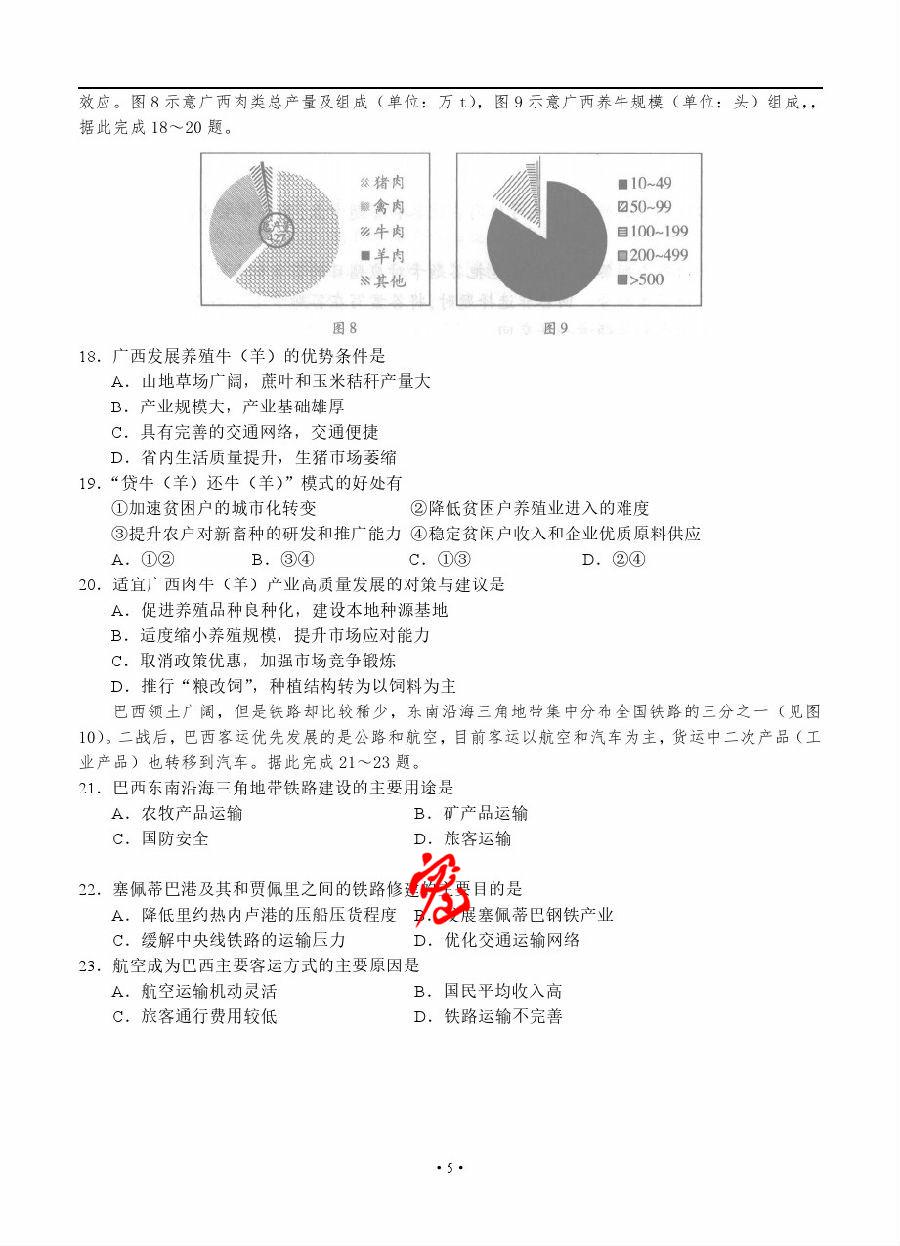 效应。图8示意广西肉类总产量及组成（单位：万t），图9示意广西养牛规模（单位：头）组成，，
据此完成18～20题。
猪肉
禽肉
牛肉
羊肉
其他
10~49
50~99
100~199
200~499
>500
图8
图9
18．广西发展养殖牛（羊）的优势条件是
A．山地草场广阔，蔗叶和玉米秸秆产量大
B．产业规模大，产业基础雄厚
C．具有完善的交通网络，交通便捷
D．省内生活质量提升，生猪市场萎缩
19．“贷牛（羊）还牛（羊）”模式的好处有
①加速贫困户的城市化转变 ②降低贫困户养殖业进入的难度
③提升农户对新畜种的研发和推广能力 ④稳定贫困户收入和企业优质原料供应
A．①② B．③④ C．①③ D．②④
20．适宜广西肉牛（羊）产业高质量发展的对策与建议是
A．促进养殖品种良种化，建设本地种源基地
B．适度缩小养殖规模，提升市场应对能力
C．取消政策优惠，加强市场竞争锻炼
D．推行“粮改饲”，种植结构转为以饲料为主
巴西领土广阔，但是铁路却比较稀少，东南沿海三角地带集中分布全国铁路的三分之一（见图
10）。二战后，巴西客运优先发展的是公路和航空，目前客运以航空和汽车为主，货运中二次产品（工
业产品）也转移到汽车。据此完成21～23题。
21．巴西东南沿海三角地带铁路建设的主要用途是
A．农牧产品运输 B．矿产品运输
C．国防安全 D．旅客运输
22．塞佩蒂巴港及其和贾佩里之间的铁路修建的主要目的是
A．降低里约热内卢港的压船压货程度 B．发展塞佩蒂巴钢铁产业
C．缓解中央线铁路的运输压力 D．优化交通运输网络
23．航空成为巴西主要客运方式的主要原因是
A．航空运输机动灵活 B．国民平均收入高
C．旅客通行费用较低 D．铁路运输不完善
·5·